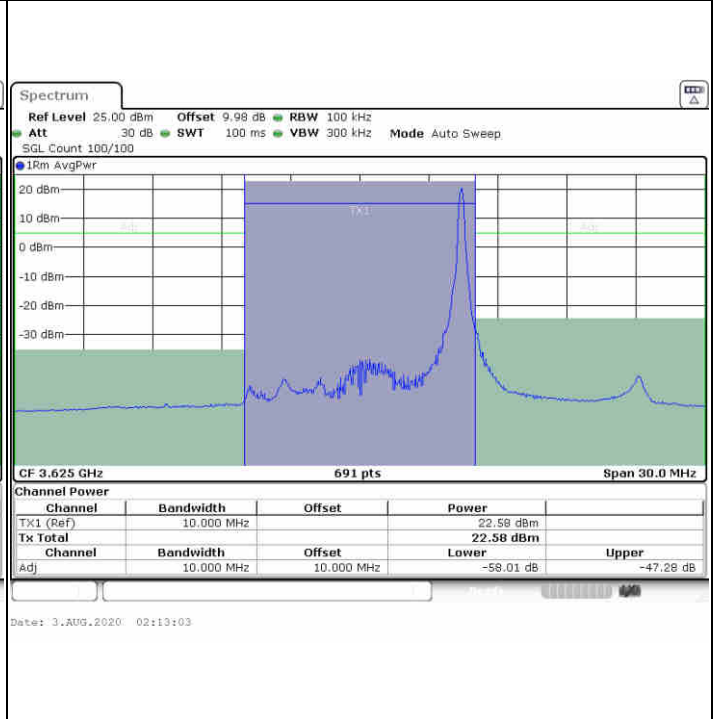 Spectrum
Ref Level 25.00 dBm Offset 9.98 dB RBW 100 kHz
Att 30 dB SWT 100 ms VBW 300 kHz Mode Auto Sweep
SGL Count 100/100
1Rm AvgPwr
20 dBm
TX1
10 dBm
Adj Adj
0 dBm
-10 dBm
-20 dBm
-30 dBm
CF 3.625 GHz 691 pts Span 30.0 MHz
Channel Power
Channel Bandwidth Offset Power
TX1 (Ref) 10.000 MHz 22.58 dBm
Tx Total 22.58 dBm
Channel Bandwidth Offset Lower Upper
Adj 10.000 MHz 10.000 MHz -58.01 dB -47.28 dB
Date: 3.AUG.2020 02:13:03